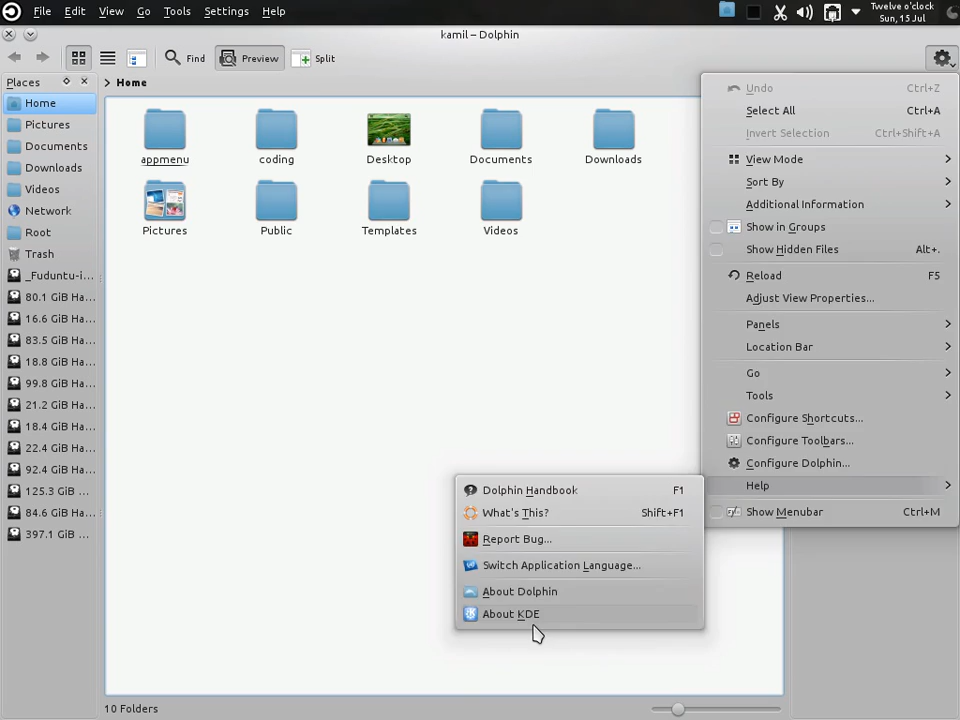 File Edit View Go Tools Settings Help
Twelve o'clock
Sun, 15 Jul
kamil – Dolphin
Find Preview Split
Places
Home
Pictures
Documents
Downloads
Videos
Network
Root
Trash
_Fuduntu-i...
80.1 GiB Ha...
16.6 GiB Ha...
83.5 GiB Ha...
18.8 GiB Ha...
99.8 GiB Ha...
21.2 GiB Ha...
18.4 GiB Ha...
22.4 GiB Ha...
92.4 GiB Ha...
125.3 GiB ...
84.6 GiB Ha...
397.1 GiB ...
Home
appmenu coding Desktop Documents Downloads
Pictures Public Templates Videos
10 Folders
Undo Ctrl+Z
Select All Ctrl+A
Invert Selection Ctrl+Shift+A
View Mode
Sort By
Additional Information
Show in Groups
Show Hidden Files Alt+.
Reload F5
Adjust View Properties...
Panels
Location Bar
Go
Tools
Configure Shortcuts...
Configure Toolbars...
Configure Dolphin...
Help
Show Menubar Ctrl+M
Dolphin Handbook F1
What's This? Shift+F1
Report Bug...
Switch Application Language...
About Dolphin
About KDE